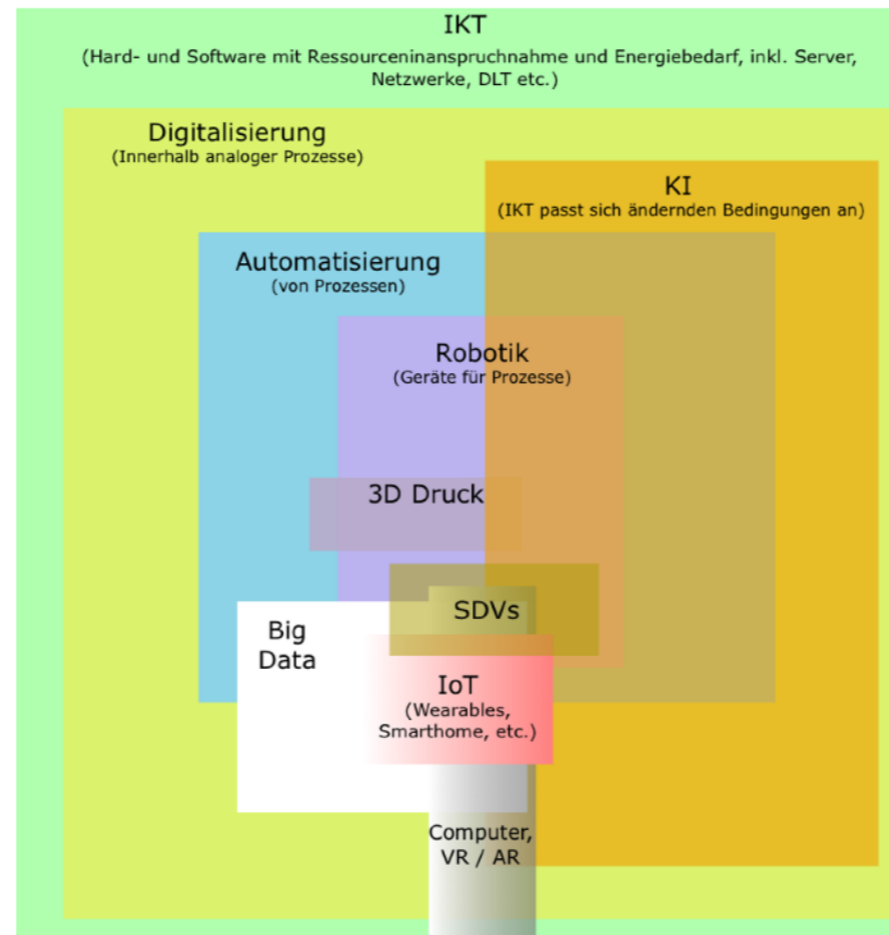 IKT
(Hard- und Software mit Ressourceninanspruchnahme und Energiebedarf, inkl. Server,
Netzwerke, DLT etc.)
Digitalisierung
(Innerhalb analoger Prozesse)
KI
(IKT passt sich ändernden Bedingungen an)
Automatisierung
(von Prozessen)
Robotik
(Geräte für Prozesse)
3D Druck
SDVs
Big
Data
IoT
(Wearables,
Smarthome, etc.)
Computer,
VR / AR